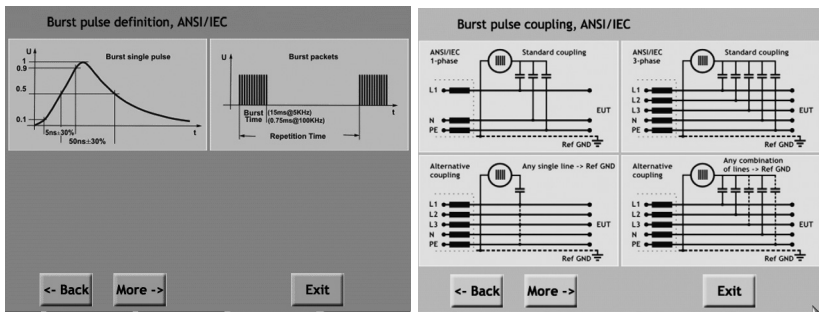 Burst pulse definition, ANSI/IEC
U
1
0.9
0.5
0.1
Burst single pulse
t
5ns±30%
50ns±30%
U
Burst packets
t
Burst Time
(15ms@5KHz)
(0.75ms@100KHz)
Repetition Time
<- Back
More ->
Exit
Burst pulse coupling, ANSI/IEC
ANSI/IEC
1-phase
Standard coupling
L1
N
PE
EUT
Ref GND
ANSI/IEC
3-phase
Standard coupling
L1
L2
L3
N
PE
EUT
Ref GND
Alternative
coupling
Any single line -> Ref GND
L1
L2
L3
N
PE
EUT
Ref GND
Alternative
coupling
Any combination
of lines -> Ref GND
L1
L2
L3
N
PE
EUT
Ref GND
<- Back
More ->
Exit